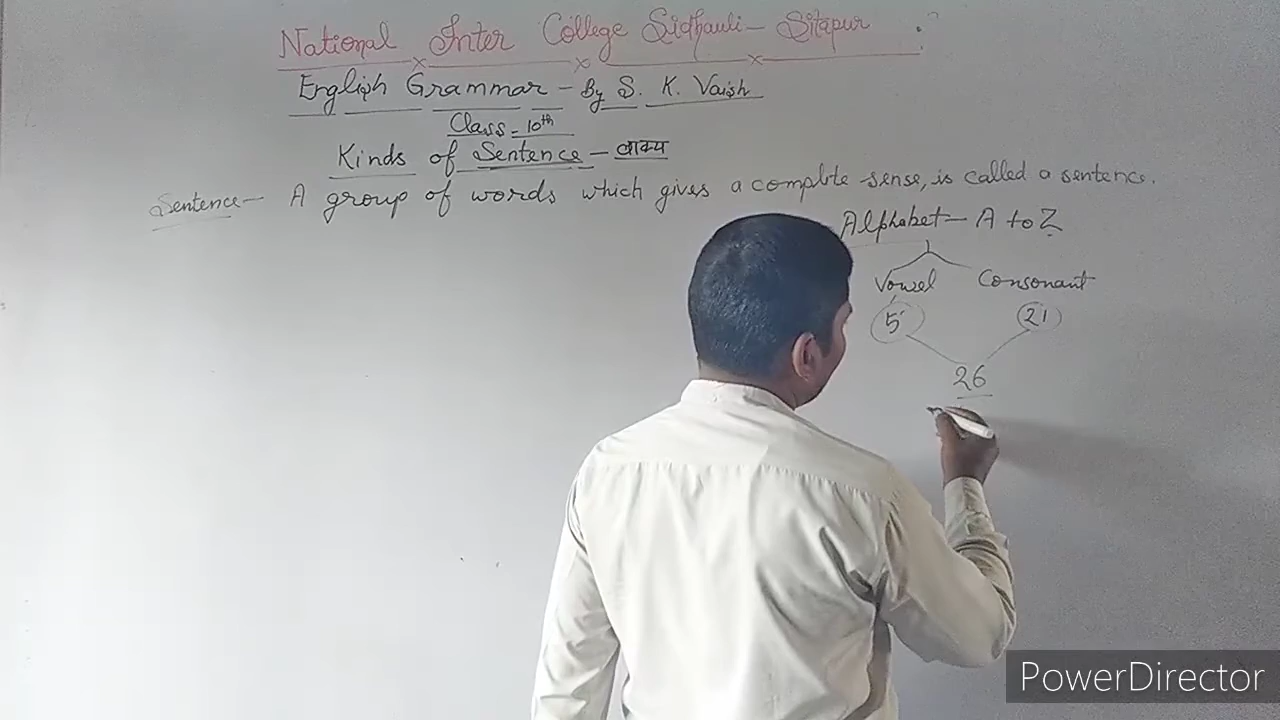 National Inter College Sidhauli - Sitapur
English Grammar - By S. K. Vaish
Class - 10th
Kinds of Sentence - वाक्य
Sentence - A group of words which gives a complete sense, is called a sentence.
Alphabet - A to Z
Vowel Consonant
5 21
26
PowerDirector